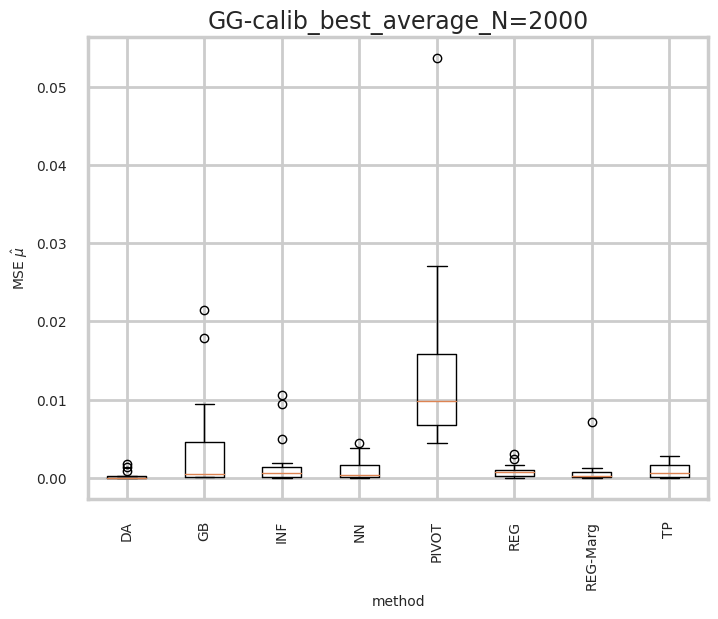 GG-calib_best_average_N=2000
0.05
0.04
0.03
0.02
0.01
0.00
MSE μ̂
DA
GB
INF
NN
PIVOT
REG
REG-Marg
TP
method